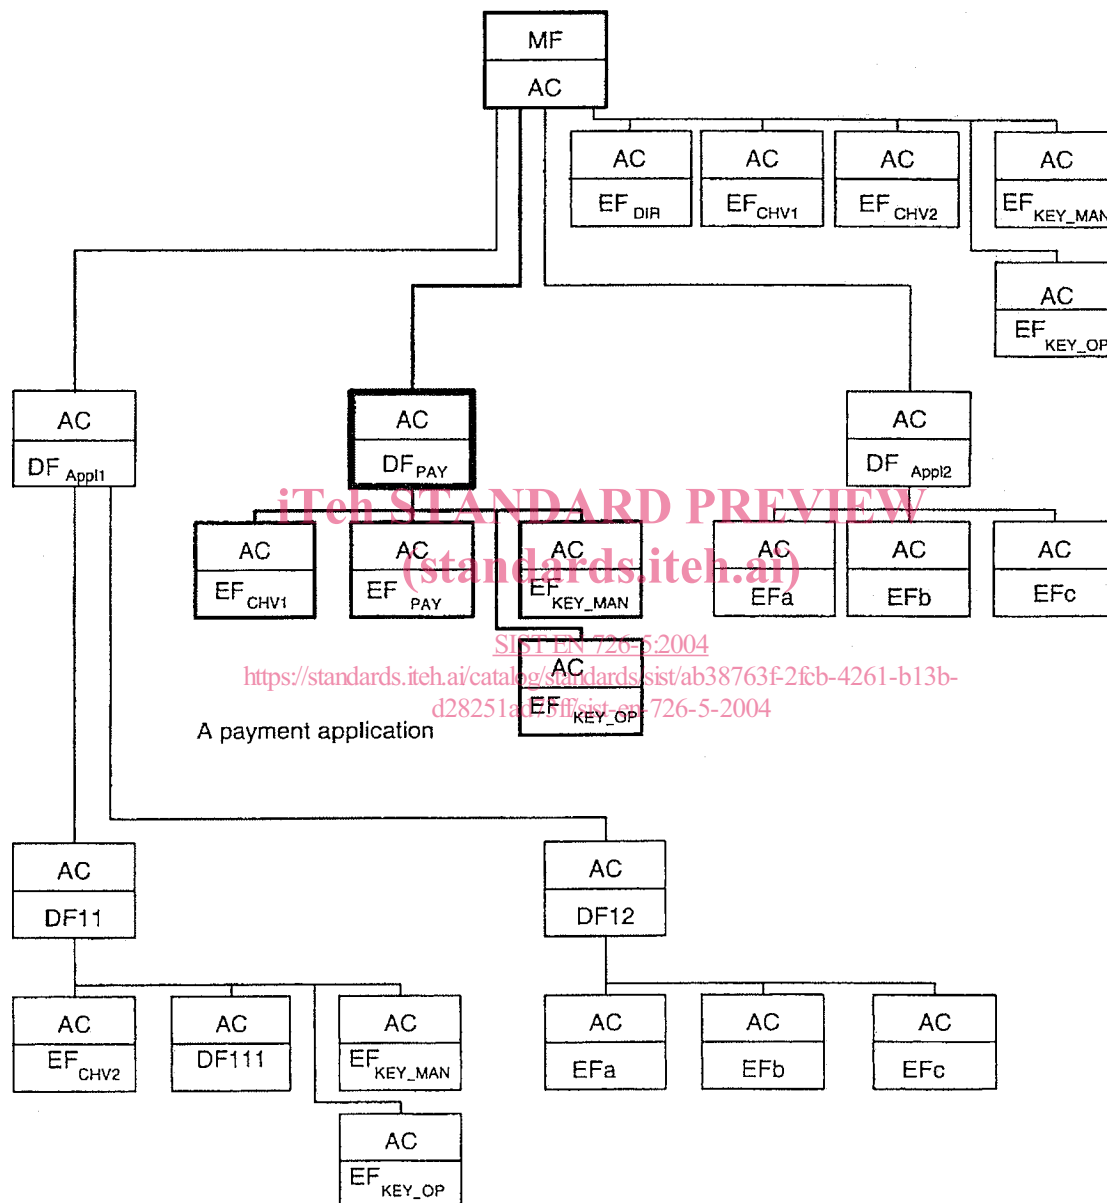 MF
AC
AC AC AC AC
EF DIR EF CHV1 EF CHV2 EF KEY_MAN
AC
EF KEY_OP
AC AC AC
DF Appl1 DF PAY DF Appl2
iTeh STANDARD PREVIEW
AC AC AC AC AC AC
(standards.iteh.ai)
EF CHV1 EF PAY EF KEY_MAN EFa EFb EFc
SIST EN 726-5:2004
AC
https://standards.iteh.ai/catalog/standards/sist/ab38763f-2fcb-4261-b13b-
d28251ad75ff/sist-en-726-5-2004
EF KEY_OP
A payment application
AC AC
DF11 DF12
AC AC AC AC AC AC
EF CHV2 DF111 EF KEY_MAN EFa EFb EFc
AC
EF KEY_OP